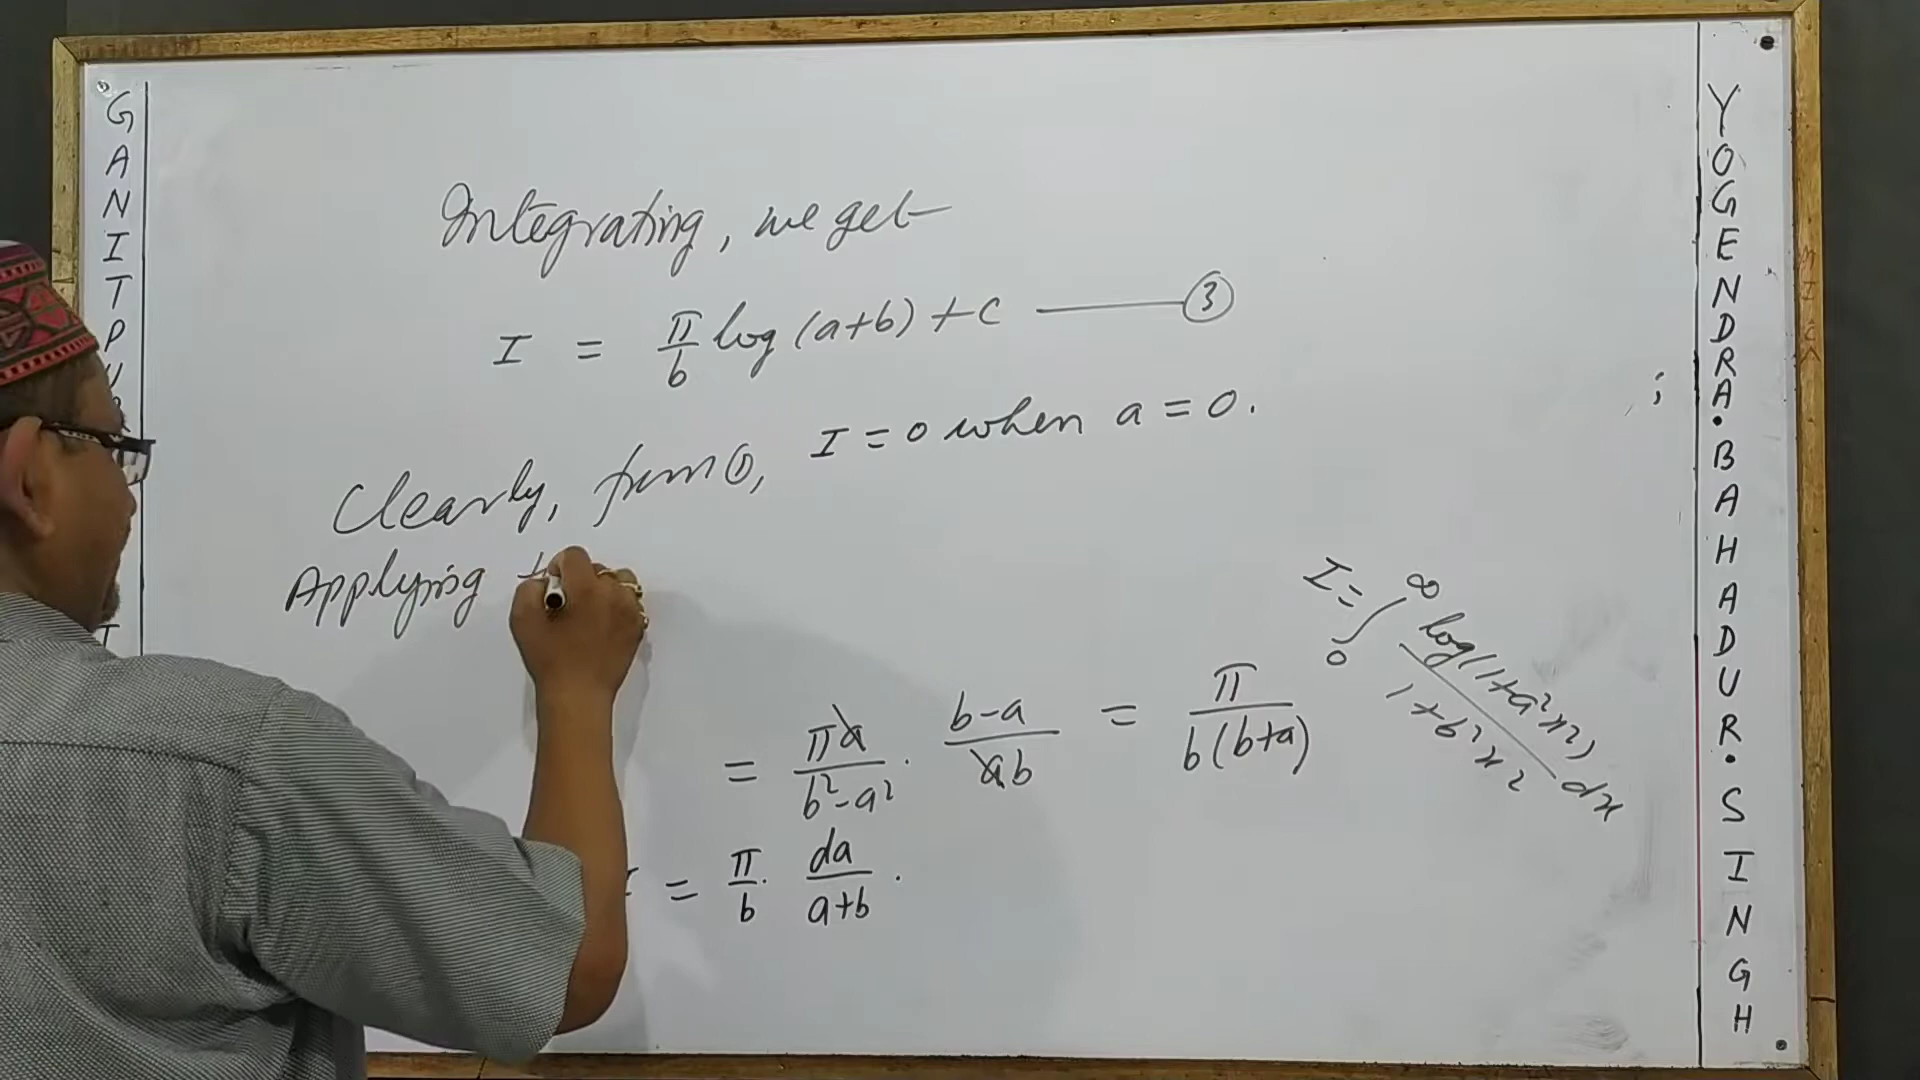 GANITPU
Integrating, we get
I = π/b log(a+b) + C ——— ③
Clearly, from ①, I = 0 when a = 0.
Applying
I = ∫₀^∞ log(1+a²x²)/(1+b²x²) dx
= πa/(b²-a²) · (b-a)/(ab) = π/(b(b+a))
= π/b · da/(a+b) .
YOGENDRA·BAHADUR·SINGH